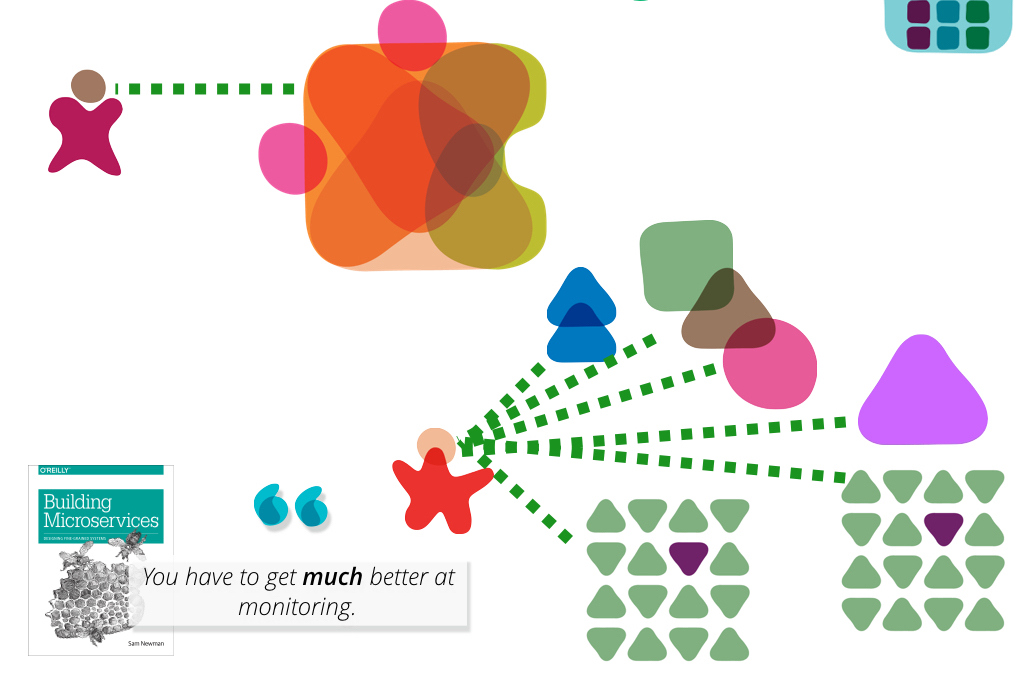 O'REILLY®
Building
Microservices
DESIGNING FINE-GRAINED SYSTEMS
You have to get much better at
monitoring.
Sam Newman